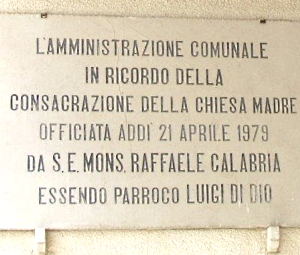 L'AMMINISTRAZIONE COMUNALE
IN RICORDO DELLA
CONSACRAZIONE DELLA CHIESA MADRE
OFFICIATA ADDÌ 21 APRILE 1979
DA S.E. MONS. RAFFAELE CALABRIA
ESSENDO PARROCO LUIGI DI DIO